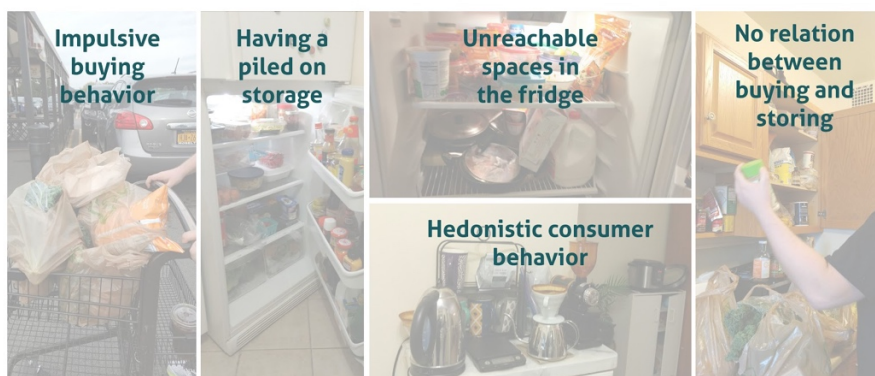 Impulsive
buying
behavior
Having a
piled on
storage
Unreachable
spaces in
the fridge
No relation
between
buying and
storing
Hedonistic consumer
behavior